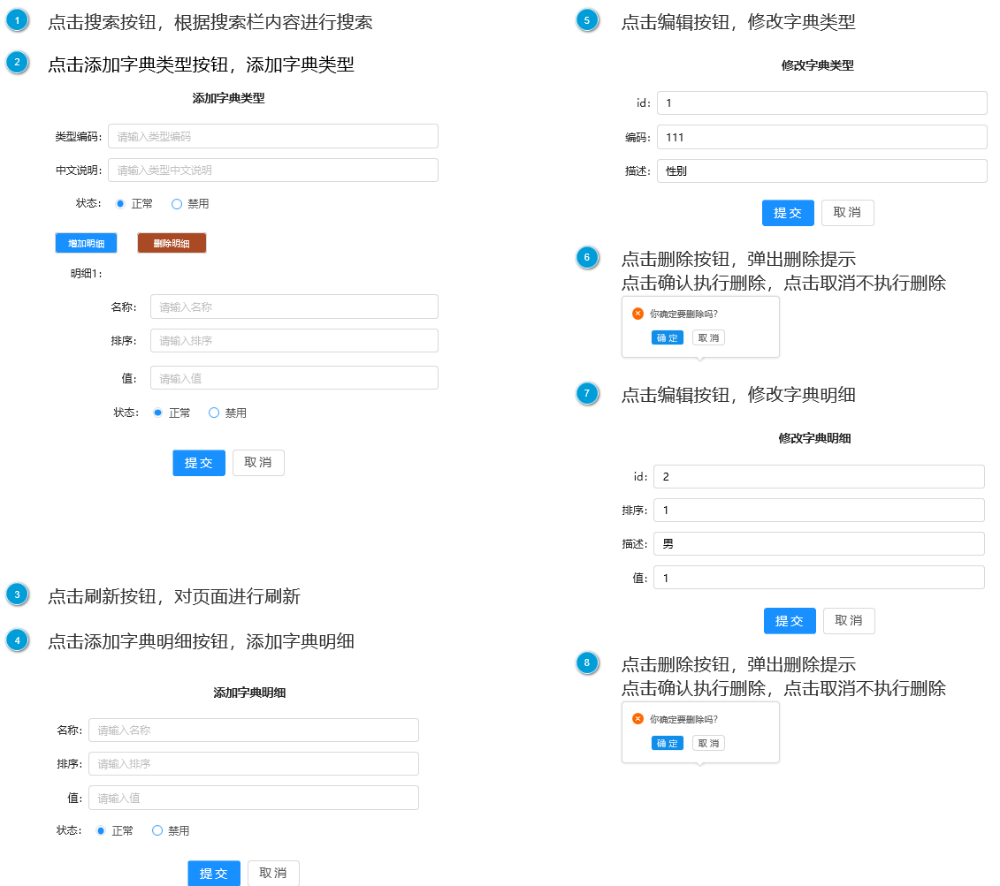 1 点击搜索按钮，根据搜索栏内容进行搜索
2 点击添加字典类型按钮，添加字典类型
添加字典类型
类型编码: 请输入类型编码
中文说明: 请输入类型中文说明
状态: 正常 禁用
增加明细 删除明细
明细1:
名称: 请输入名称
排序: 请输入排序
值: 请输入值
状态: 正常 禁用
提 交 取 消
3 点击刷新按钮，对页面进行刷新
4 点击添加字典明细按钮，添加字典明细
添加字典明细
名称: 请输入名称
排序: 请输入排序
值: 请输入值
状态: 正常 禁用
提 交 取 消
5 点击编辑按钮，修改字典类型
修改字典类型
id: 1
编码: 111
描述: 性别
提 交 取 消
6 点击删除按钮，弹出删除提示
点击确认执行删除，点击取消不执行删除
你确定要删除吗?
确 定 取 消
7 点击编辑按钮，修改字典明细
修改字典明细
id: 2
排序: 1
描述: 男
值: 1
提 交 取 消
8 点击删除按钮，弹出删除提示
点击确认执行删除，点击取消不执行删除
你确定要删除吗?
确 定 取 消